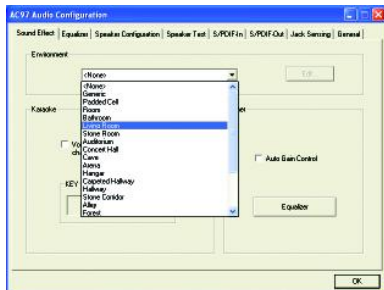 AC97 Audio Configuration
Sound Effect Equalizer Speaker Configuration Speaker Test S/PDIF-In S/PDIF-Out Jack Sensing General
Environment
<None>
Edit
<None>
Generic
Padded Cell
Room
Bathroom
Living Room
Stone Room
Auditorium
Concert Hall
Cave
Arena
Hangar
Carpeted Hallway
Hallway
Stone Corridor
Alley
Forest
Karaoke
KEY
Auto Gain Control
Equalizer
OK